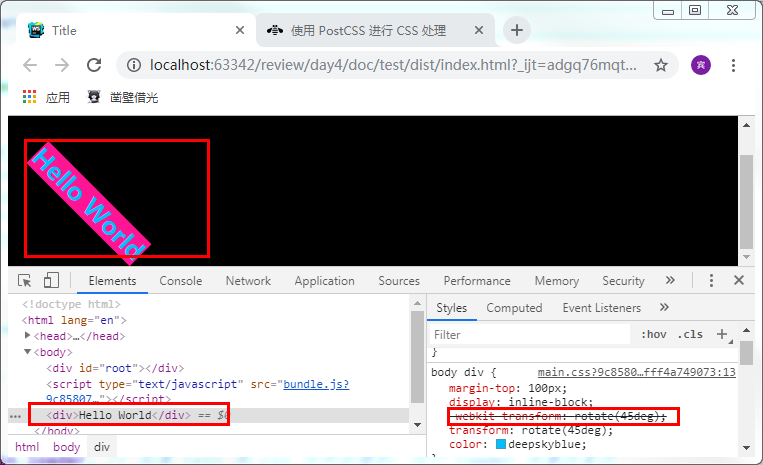 Title
使用 PostCSS 进行 CSS 处理
localhost:63342/review/day4/doc/test/dist/index.html?_ijt=adgq76mqt...
宾
应用
凿壁借光
Hello World
Elements Console Network Application Sources Performance Memory Security »
<!doctype html>
<html lang="en">
<head>…</head>
<body>
<div id="root"></div>
<script type="text/javascript" src="bundle.js?
9c85807…"></script>
<div>Hello World</div> == $0
</body>
html body div
Styles Computed Event Listeners »
Filter :hov .cls +
}
body div { main.css?9c8580…fff4a749073:13
margin-top: 100px;
display: inline-block;
-webkit-transform: rotate(45deg);
transform: rotate(45deg);
color: deepskyblue;
}